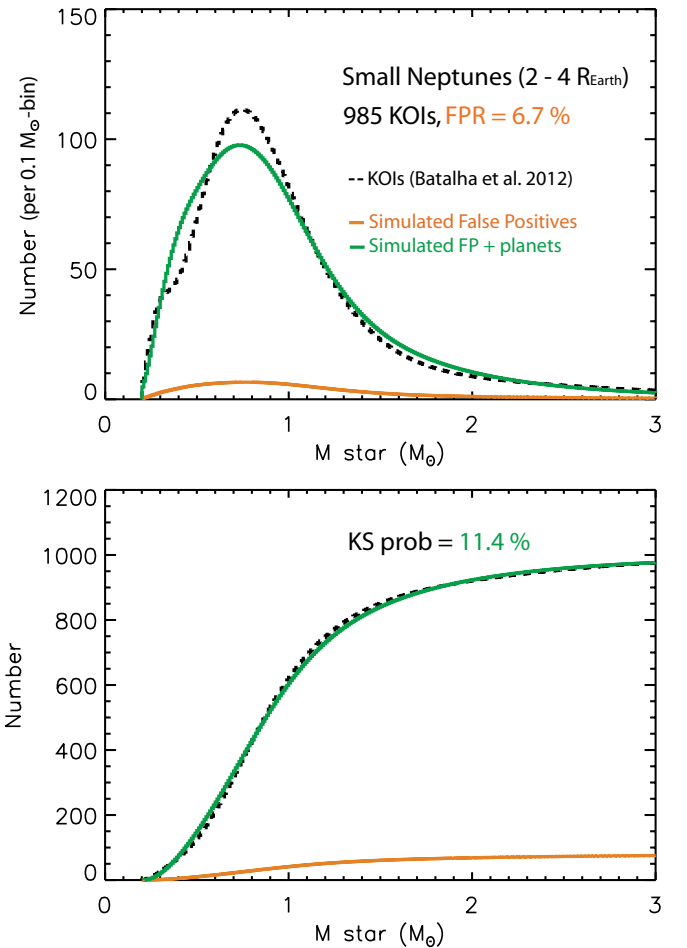 150
100
50
0
Number (per 0.1 M⊙-bin)
Small Neptunes (2 - 4 REarth)
985 KOIs, FPR = 6.7 %
KOIs (Batalha et al. 2012)
Simulated False Positives
Simulated FP + planets
0 1 2 3
M star (M⊙)
1200
1000
800
600
400
200
0
Number
KS prob = 11.4 %
0 1 2 3
M star (M⊙)